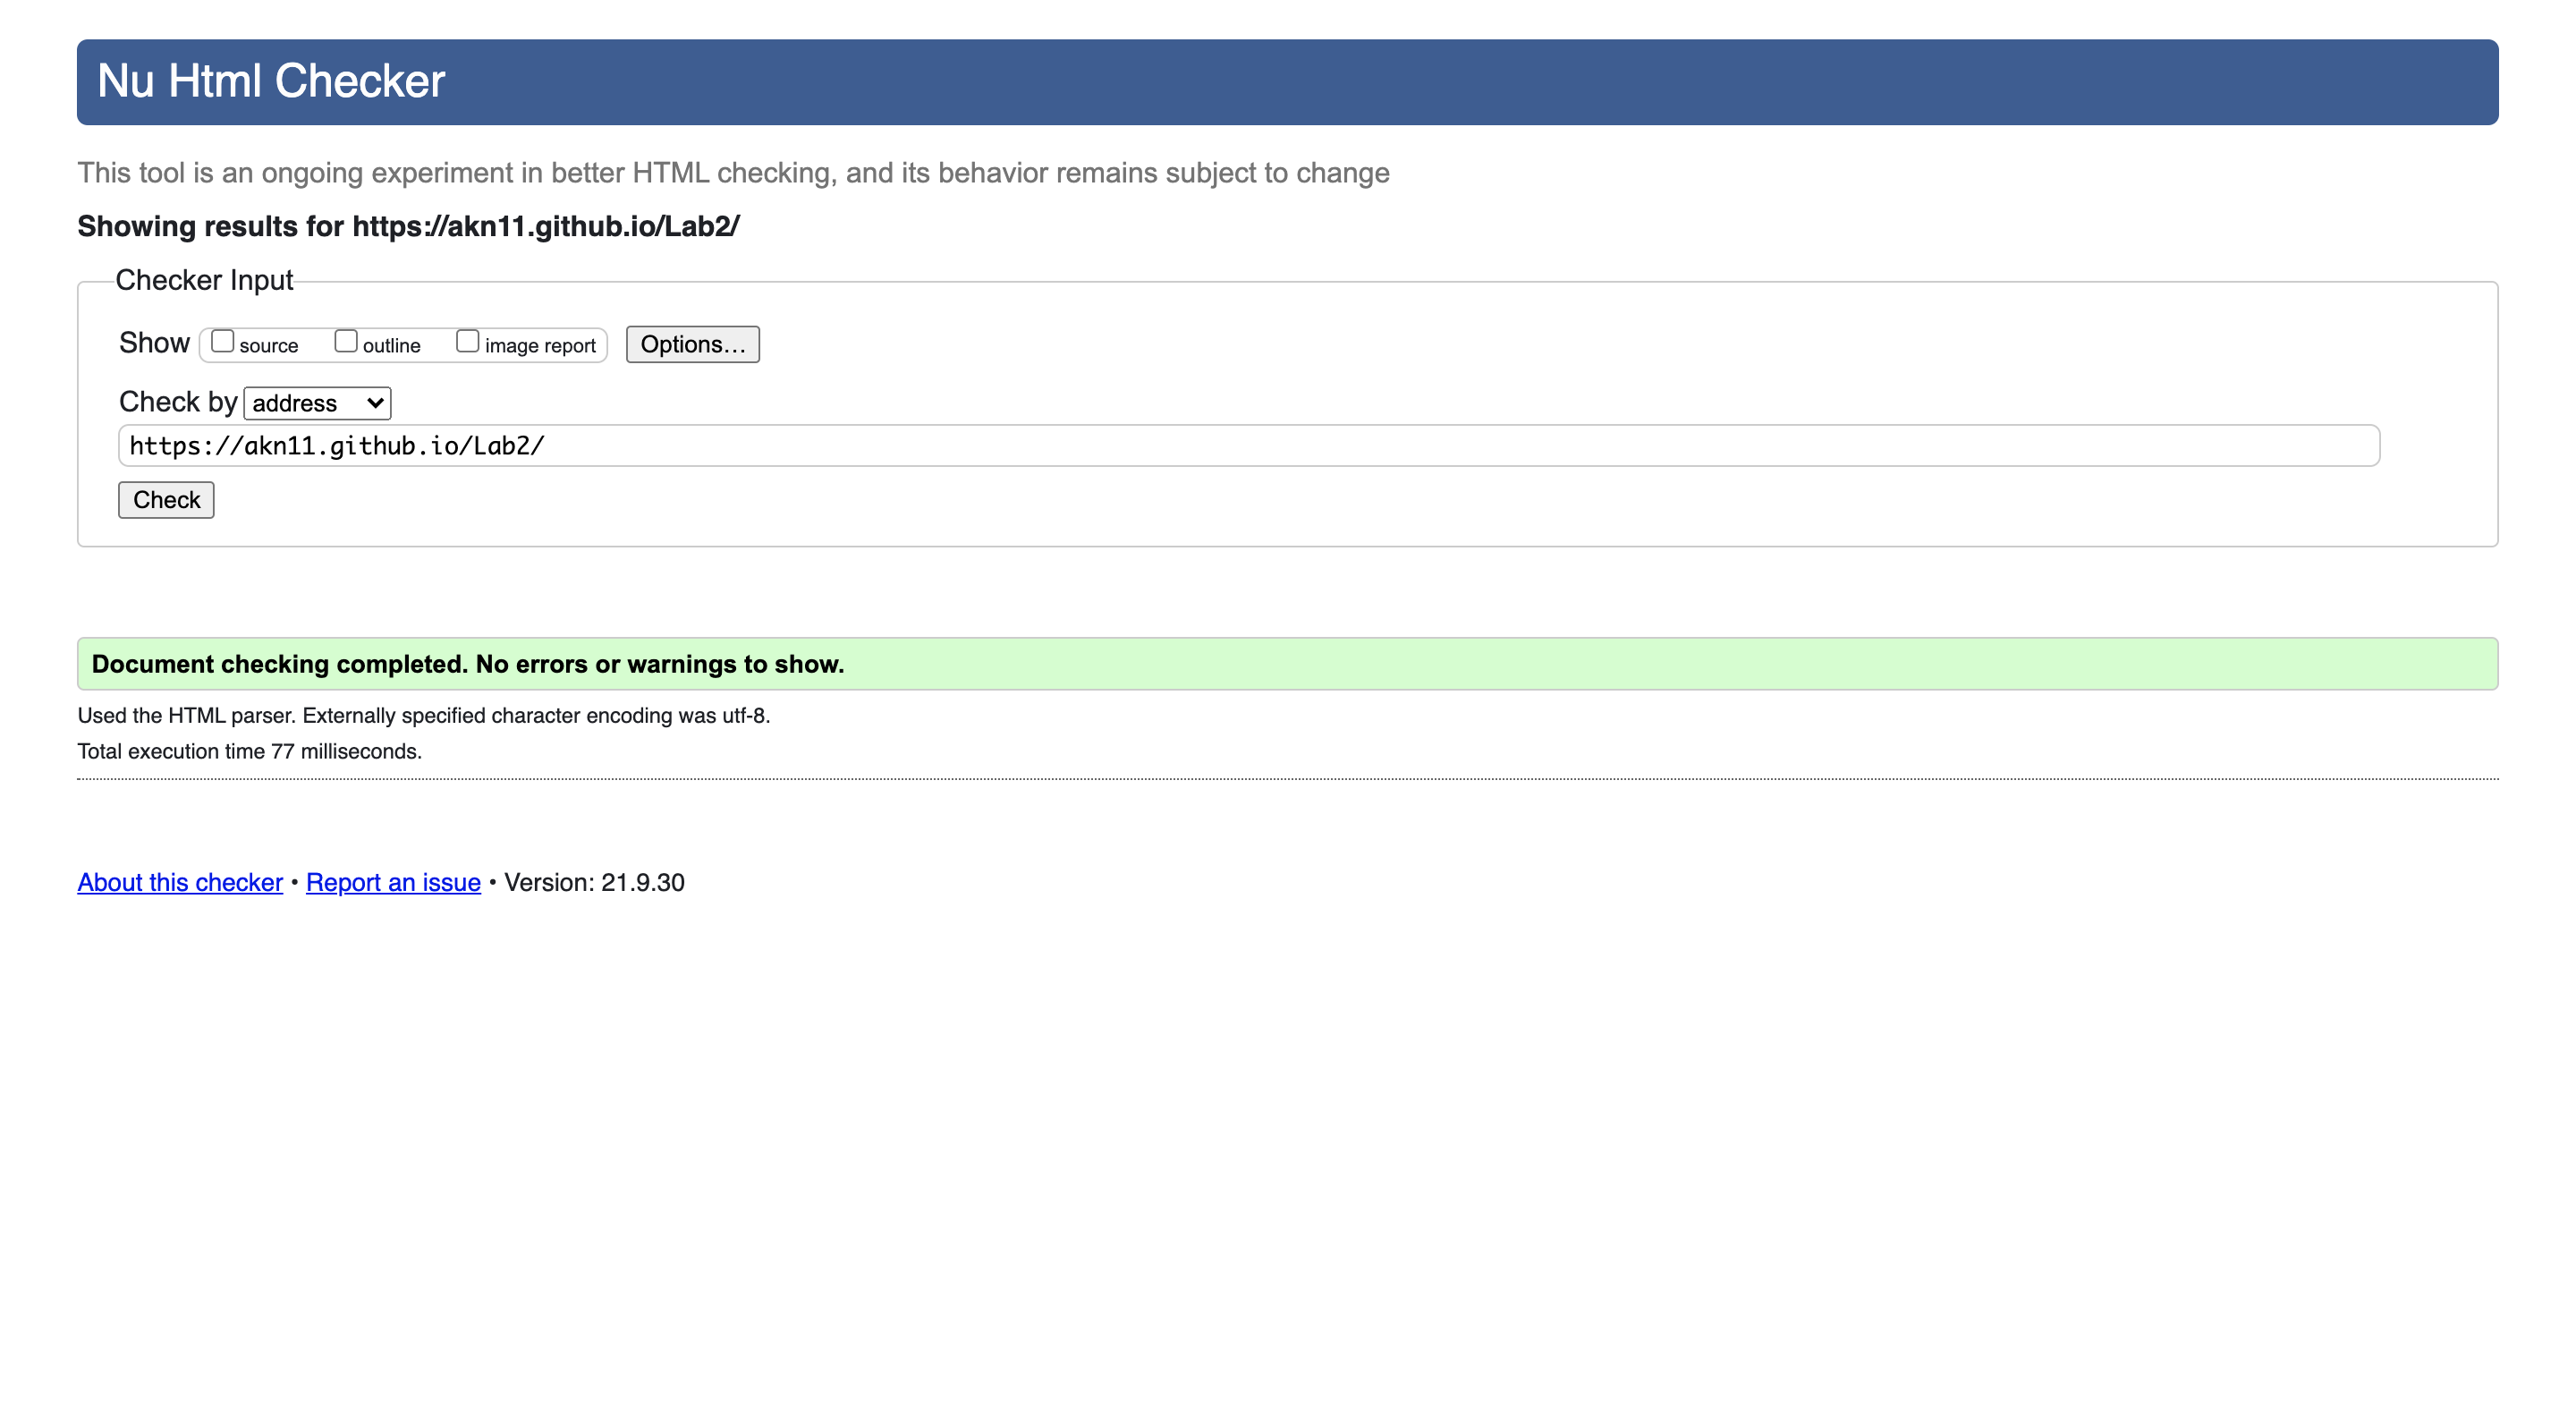 Nu Html Checker
This tool is an ongoing experiment in better HTML checking, and its behavior remains subject to change
Showing results for https://akn11.github.io/Lab2/
Checker Input
Show source outline image report Options...
Check by address
https://akn11.github.io/Lab2/
Check
Document checking completed. No errors or warnings to show.
Used the HTML parser. Externally specified character encoding was utf-8.
Total execution time 77 milliseconds.
About this checker • Report an issue • Version: 21.9.30